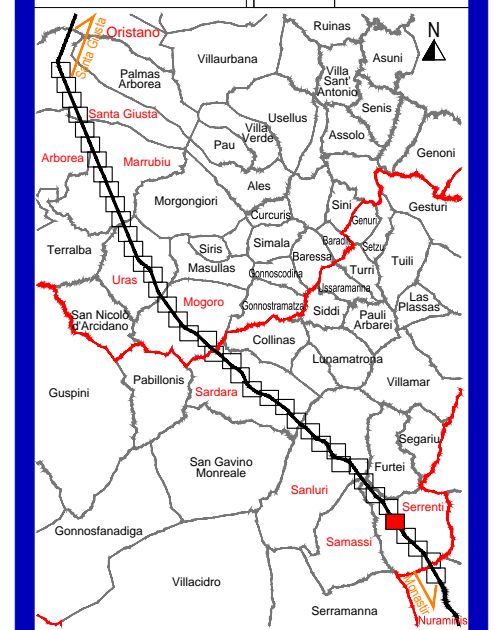 Ruinas
N
Oristano
Santa Giusta
Villaurbana
Asuni
Palmas
Arborea
Villa
Sant'
Antonio
Senis
Santa Giusta
Usellus
Villa
Verde
Assolo
Pau
Genoni
Arborea
Marrubiu
Ales
Morgongiori
Sini
Gesturi
Curcuris
Genuri
Simala
Baradili
Setzu
Terralba
Siris
Baressa
Tuili
Masullas
Gonnoscodina
Turri
Uras
Ussaramanna
Mogoro
Gonnostramatza
Siddi
Las
Plassas
San Nicolò
d'Arcidano
Pauli
Arbarei
Collinas
Lunamatrona
Pabillonis
Villamar
Guspini
Sardara
Segariu
San Gavino
Monreale
Furtei
Sanluri
Serrenti
Gonnosfanadiga
Samassi
Villacidro
Monastir
Serramanna
Nuraminis